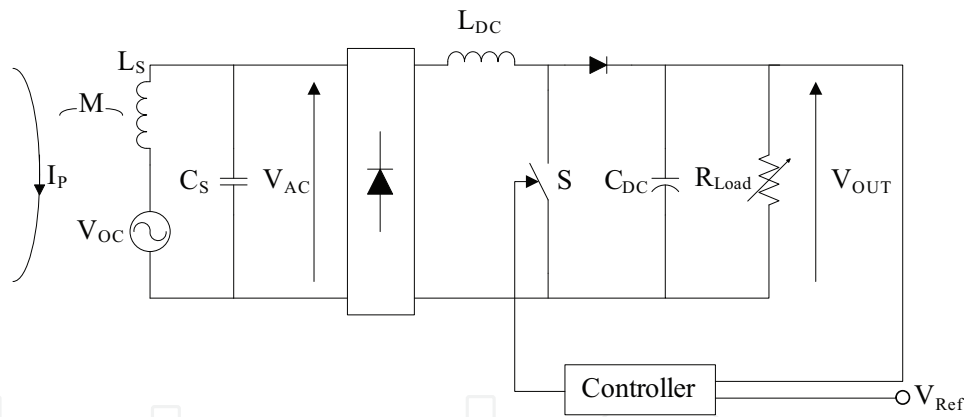 L_DC
L_S
M
I_P
C_S
V_AC
S
C_DC
R_Load
V_OUT
V_OC
Controller
V_Ref